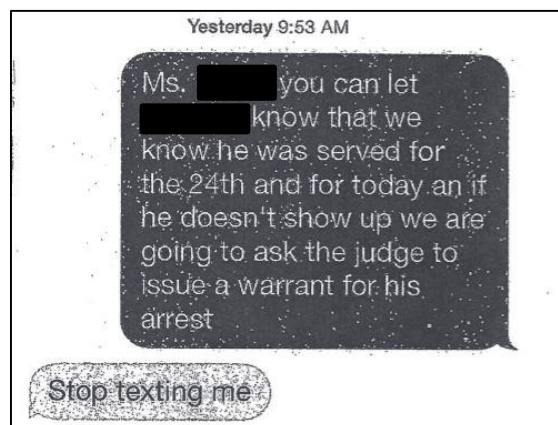 Yesterday 9:53 AM
Ms. you can let
know that we
know he was served for
the 24th and for today an if
he doesn't show up we are
going to ask the judge to
issue a warrant for his
arrest
Stop texting me